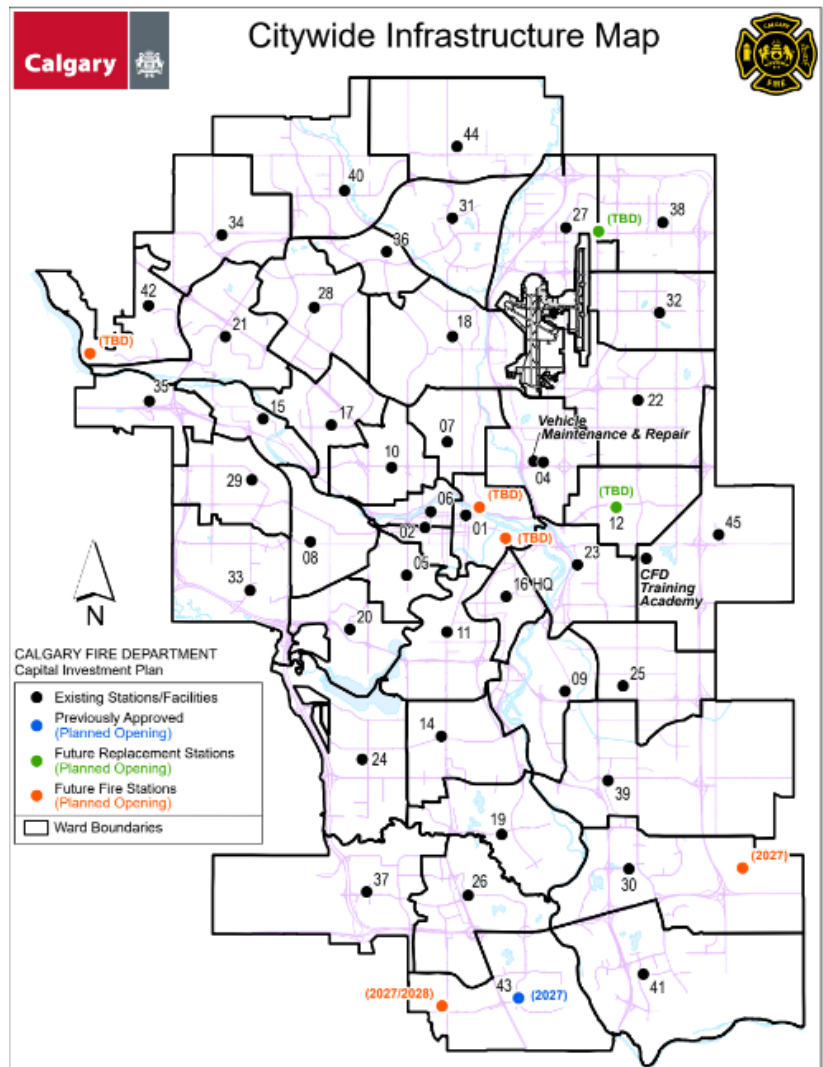 Calgary
Citywide Infrastructure Map
CALGARY
FIRE
44
40
31
27
(TBD)
38
34
36
42
28
32
21
18
(TBD)
35
22
15
17
07
Vehicle
Maintenance & Repair
10
04
29
06
(TBD)
(TBD)
02
01
12
45
08
(TBD)
23
05
CFD
Training
Academy
33
16 HQ
N
20
11
09
25
CALGARY FIRE DEPARTMENT
Capital Investment Plan
Existing Stations/Facilities
Previously Approved
(Planned Opening)
Future Replacement Stations
(Planned Opening)
Future Fire Stations
(Planned Opening)
Ward Boundaries
14
24
39
19
(2027)
37
26
30
(2027/2028)
43
(2027)
41